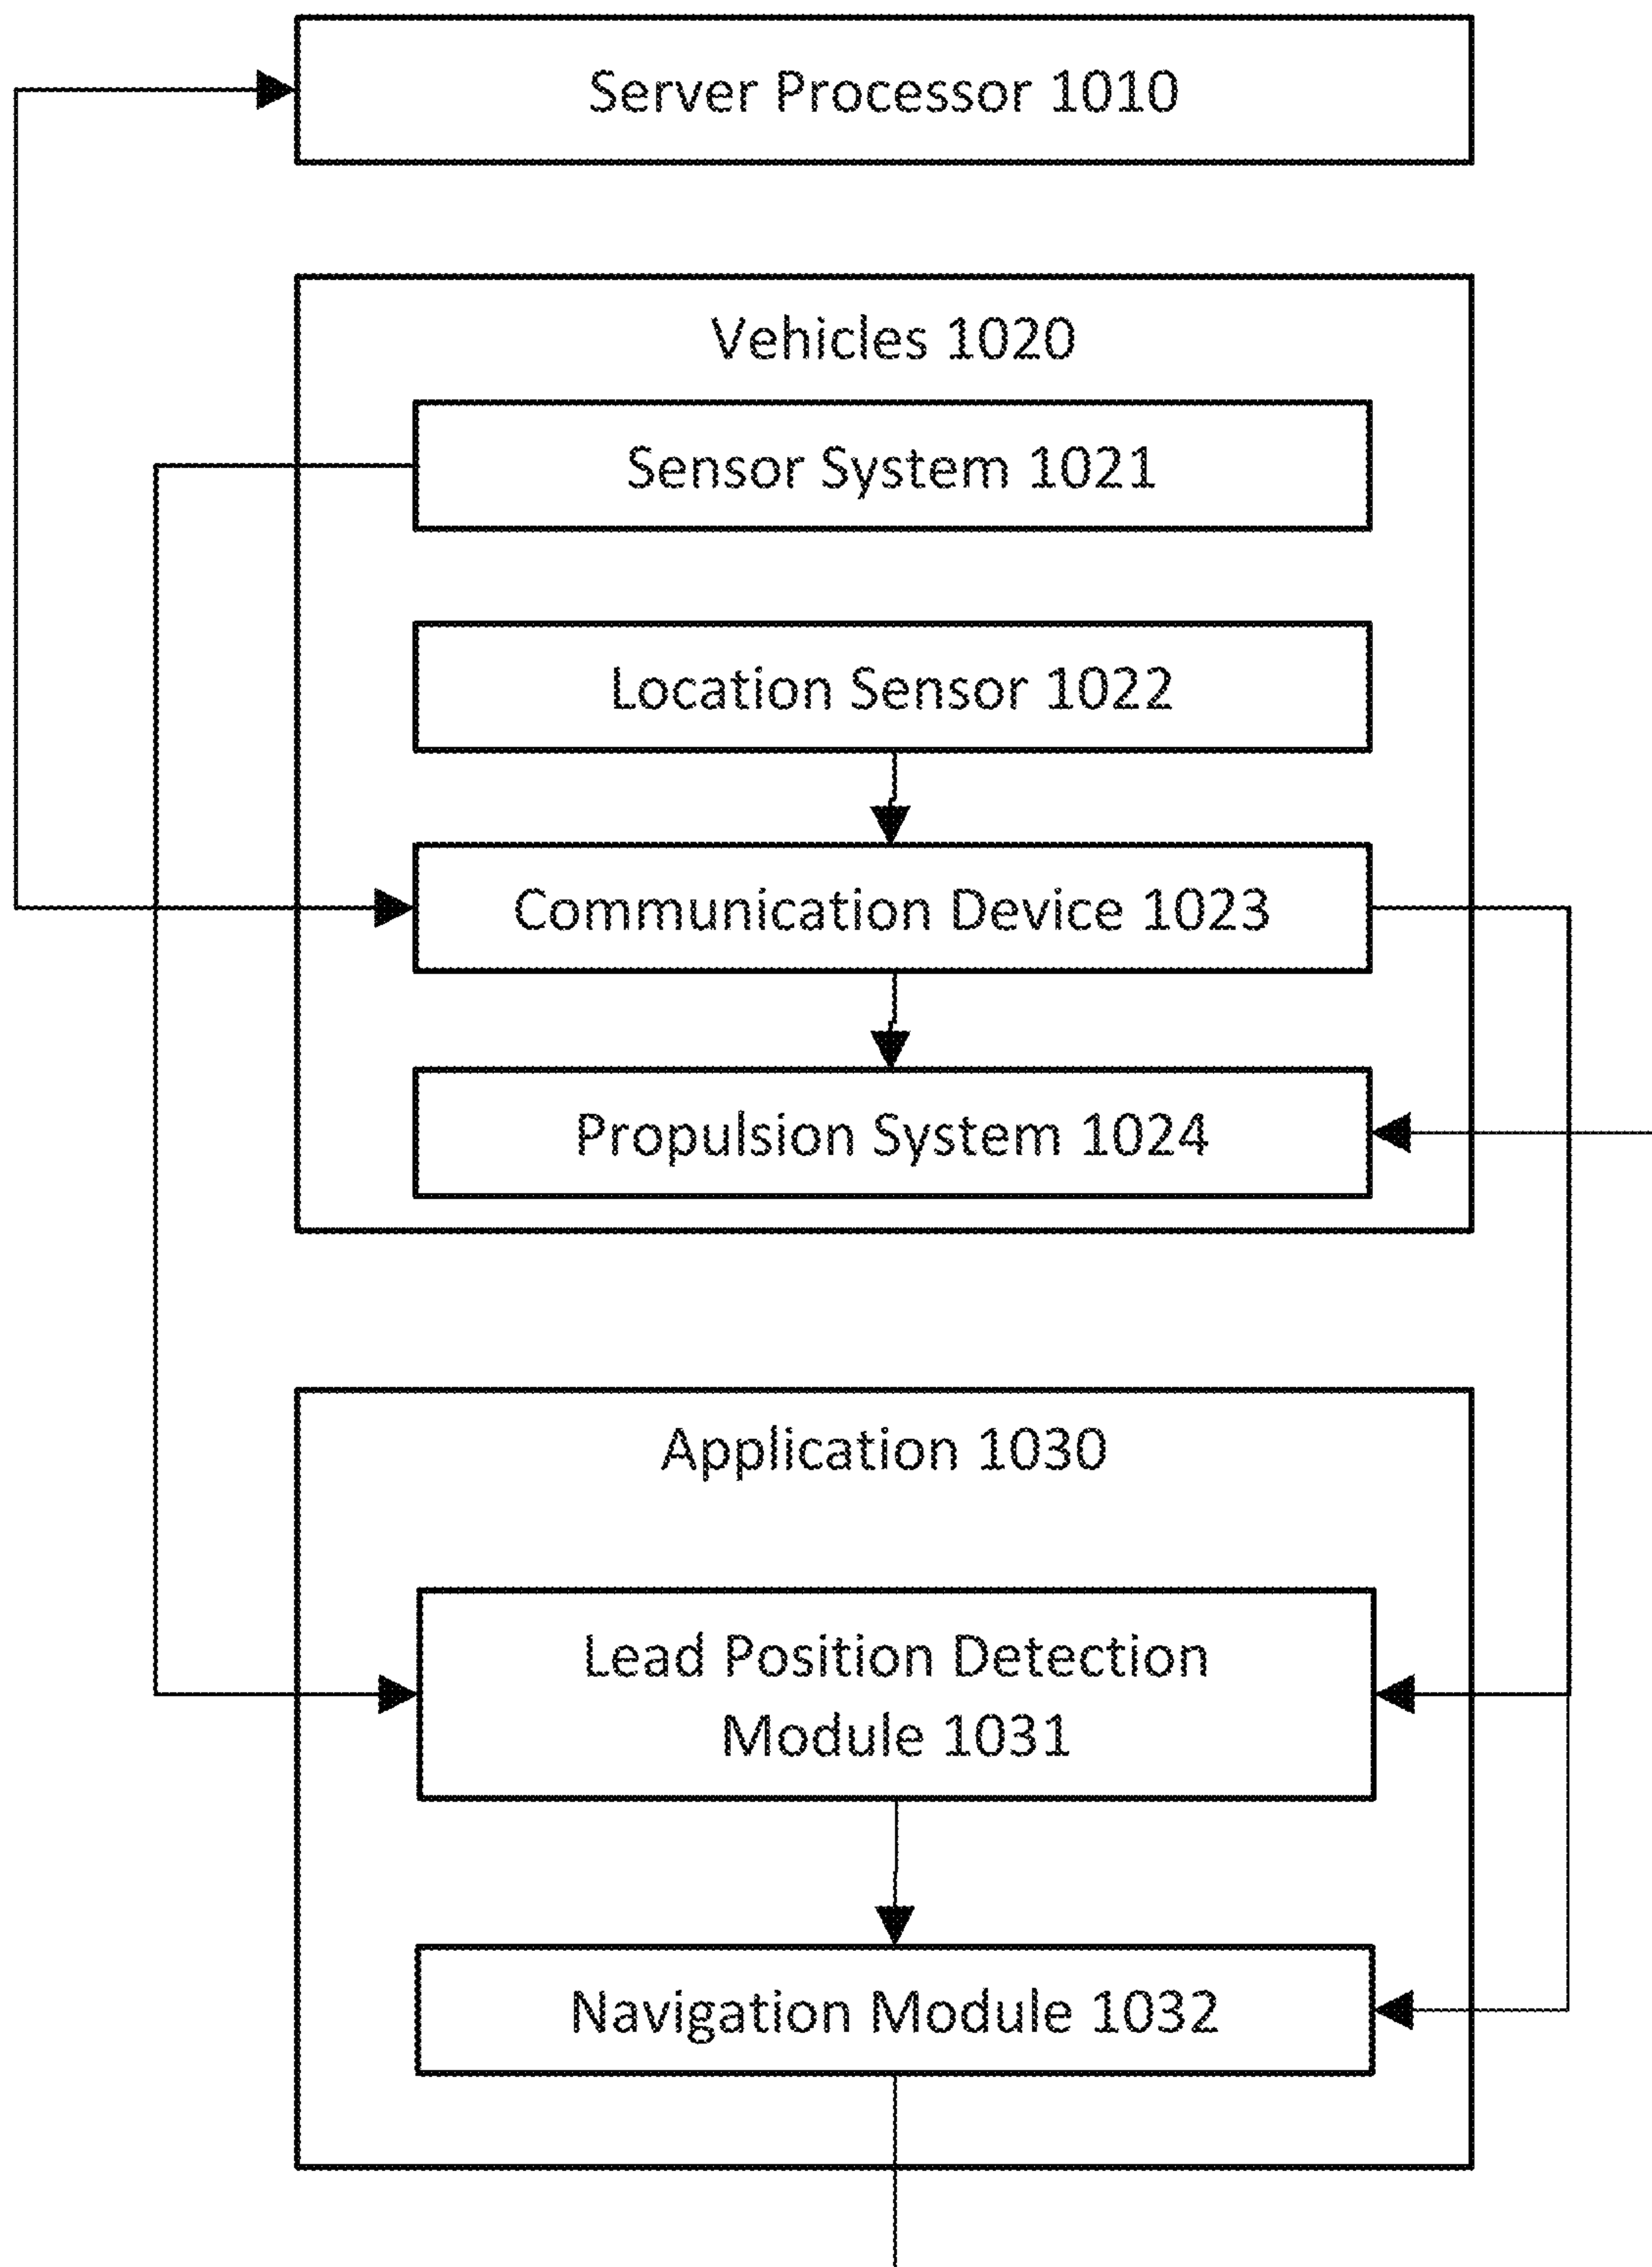 Server Processor 1010
Vehicles 1020
Sensor System 1021
Location Sensor 1022
Communication Device 1023
Propulsion System 1024
Application 1030
Lead Position Detection
Module 1031
Navigation Module 1032